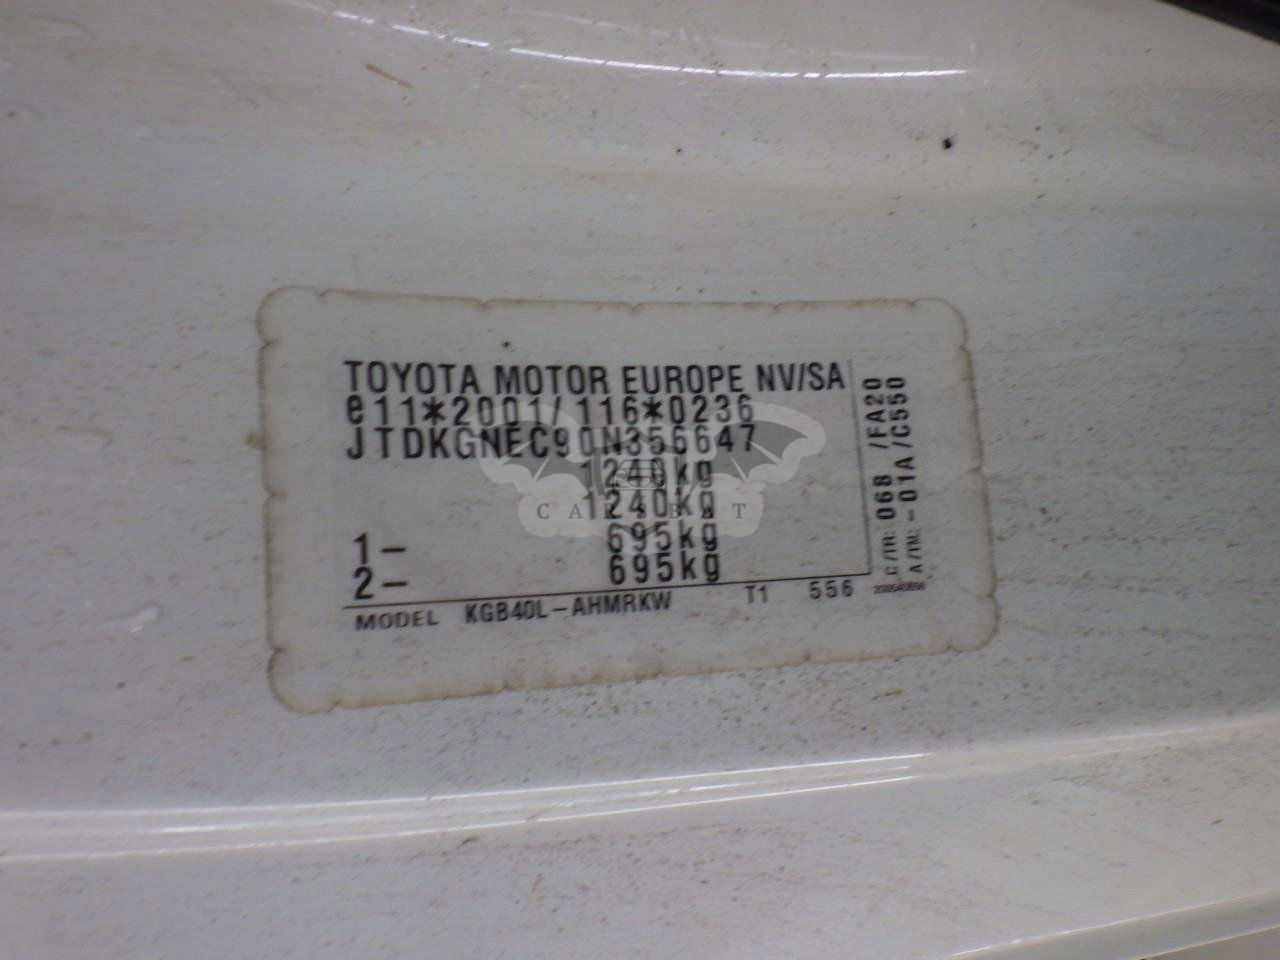 TOYOTA MOTOR EUROPE NV/SA
e11*2001/116*0236
JTDKGNEC90N356647
1240kg
1240kg
1- 695kg
2- 695kg
MODEL KGB40L-AHMRKW T1 556
C/TR: 068 /FA20
A/TM: -01A /C550
CARSBAT